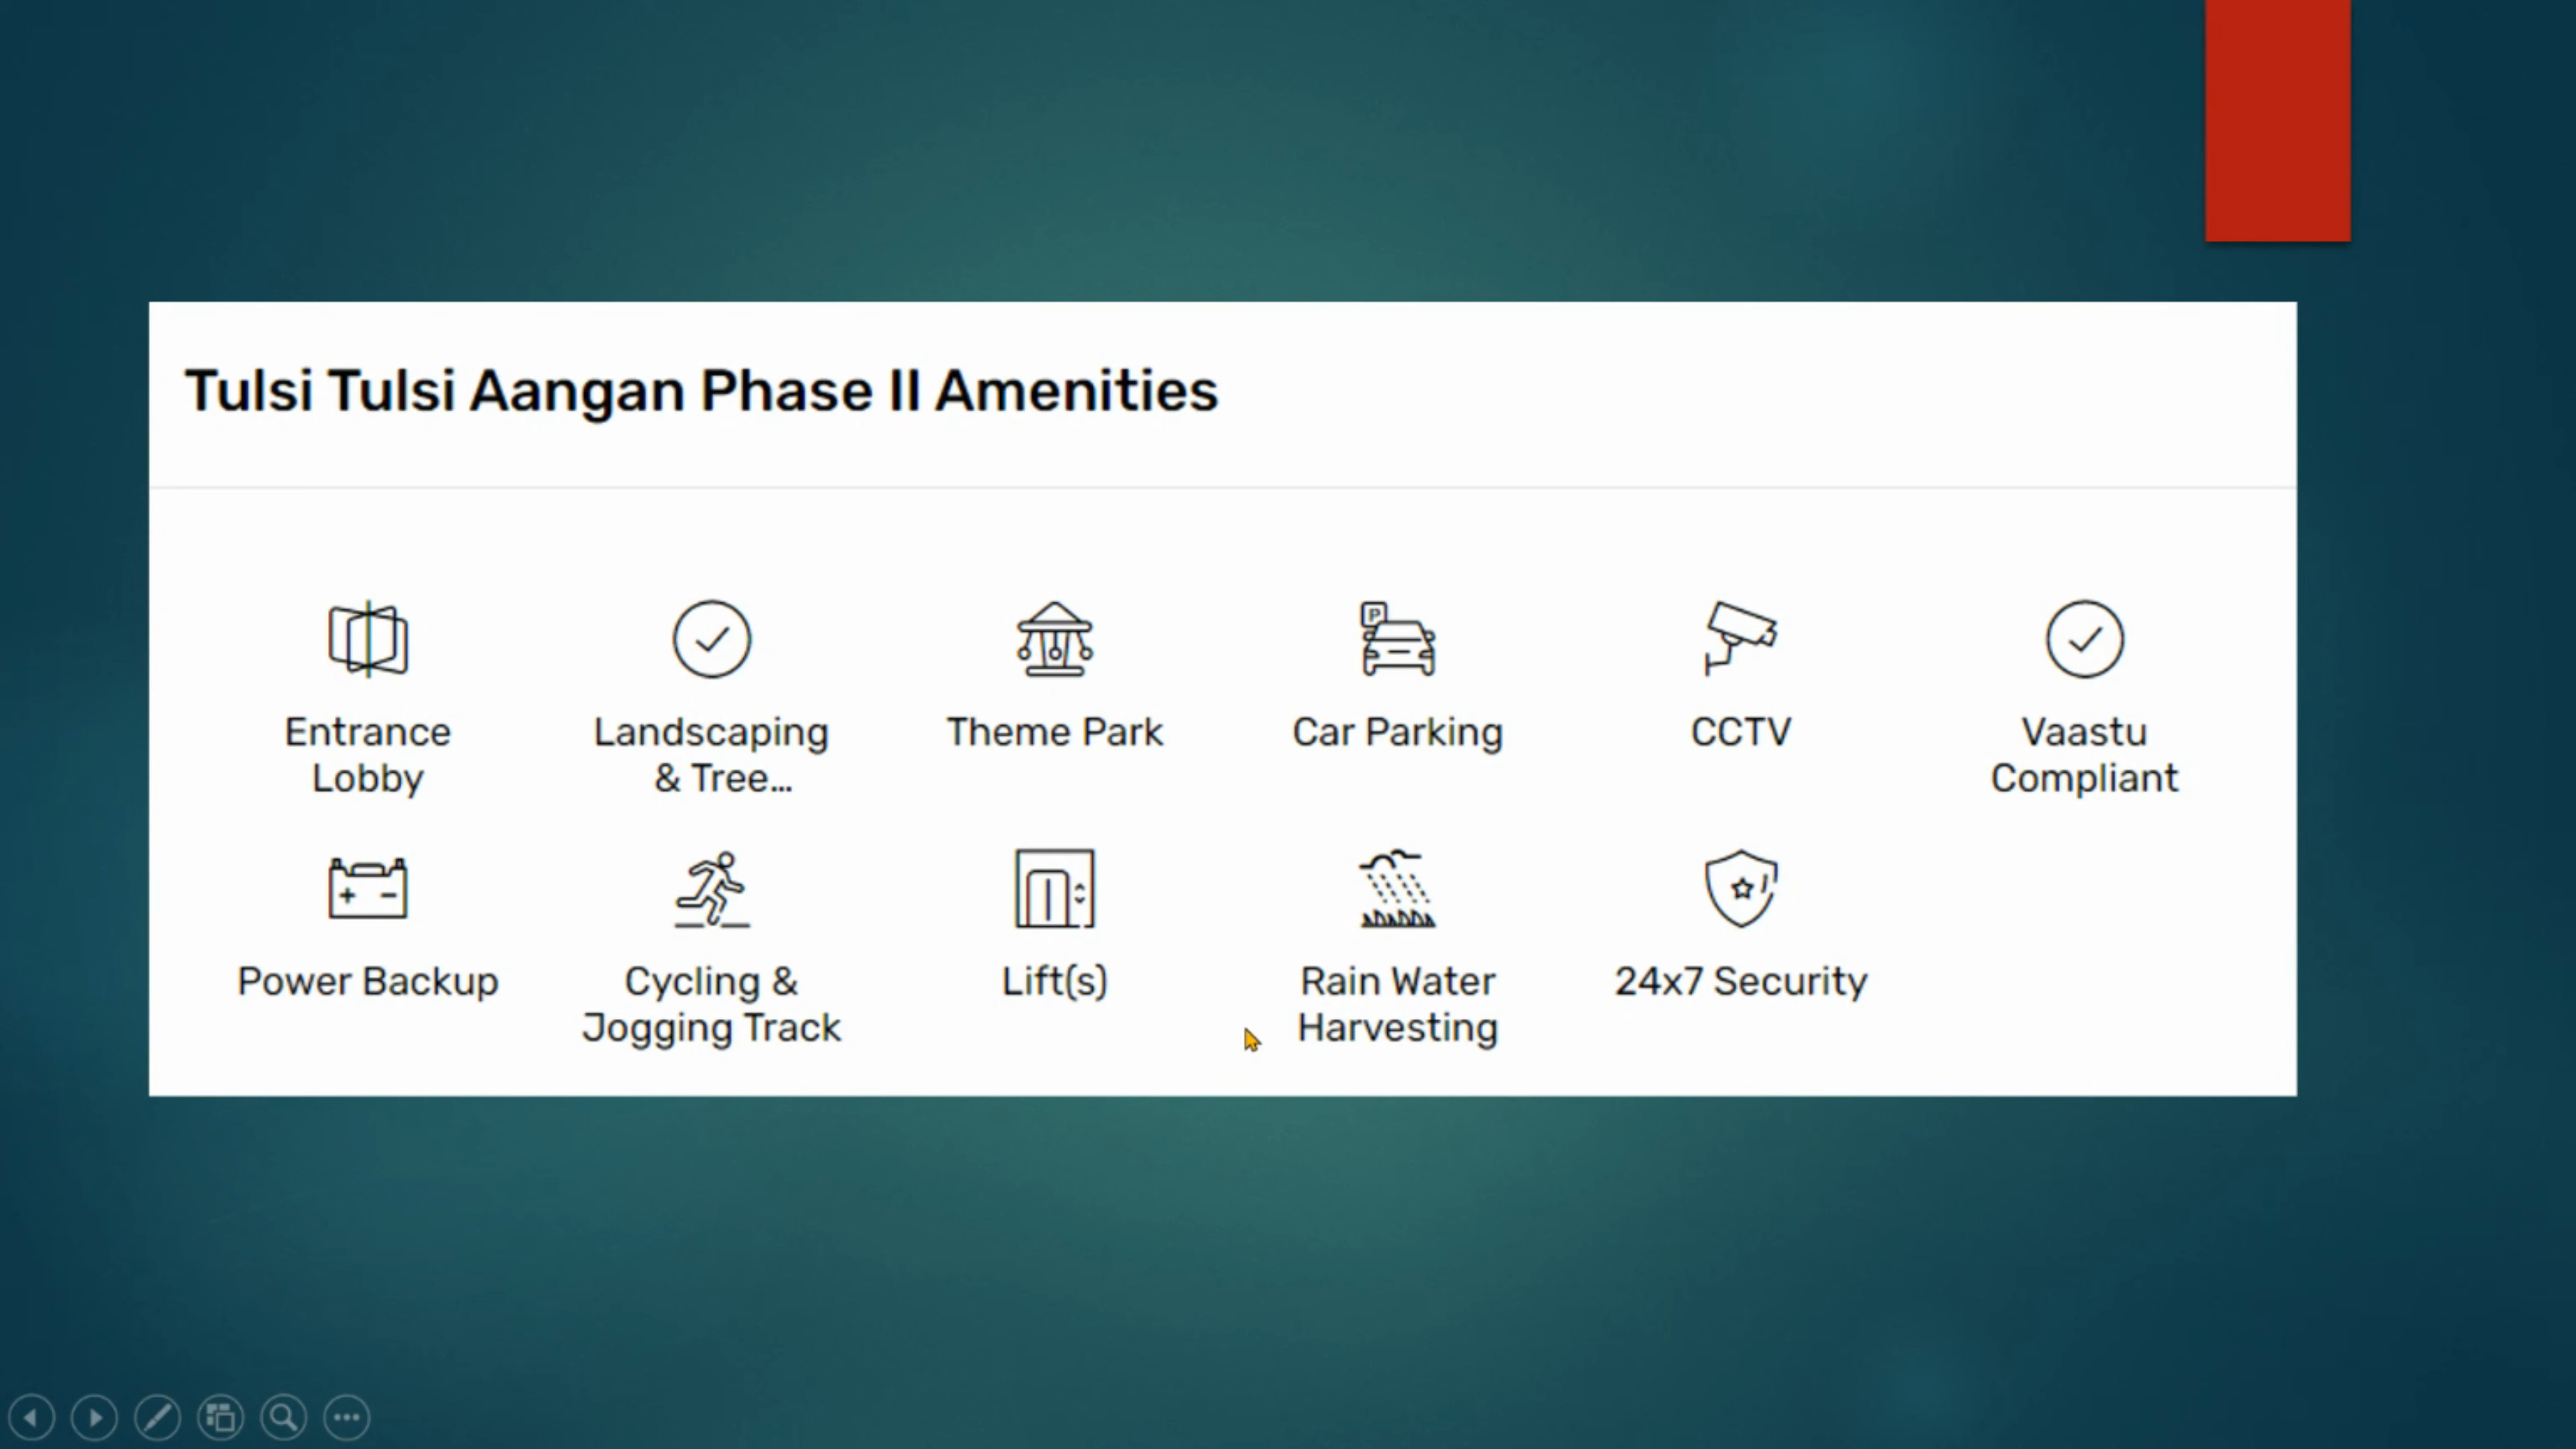 Tulsi Tulsi Aangan Phase II Amenities
P
Entrance
Lobby
Landscaping
& Tree...
Theme Park
Car Parking
CCTV
Vaastu
Compliant
Power Backup
Cycling &
Jogging Track
Lift(s)
Rain Water
Harvesting
24x7 Security